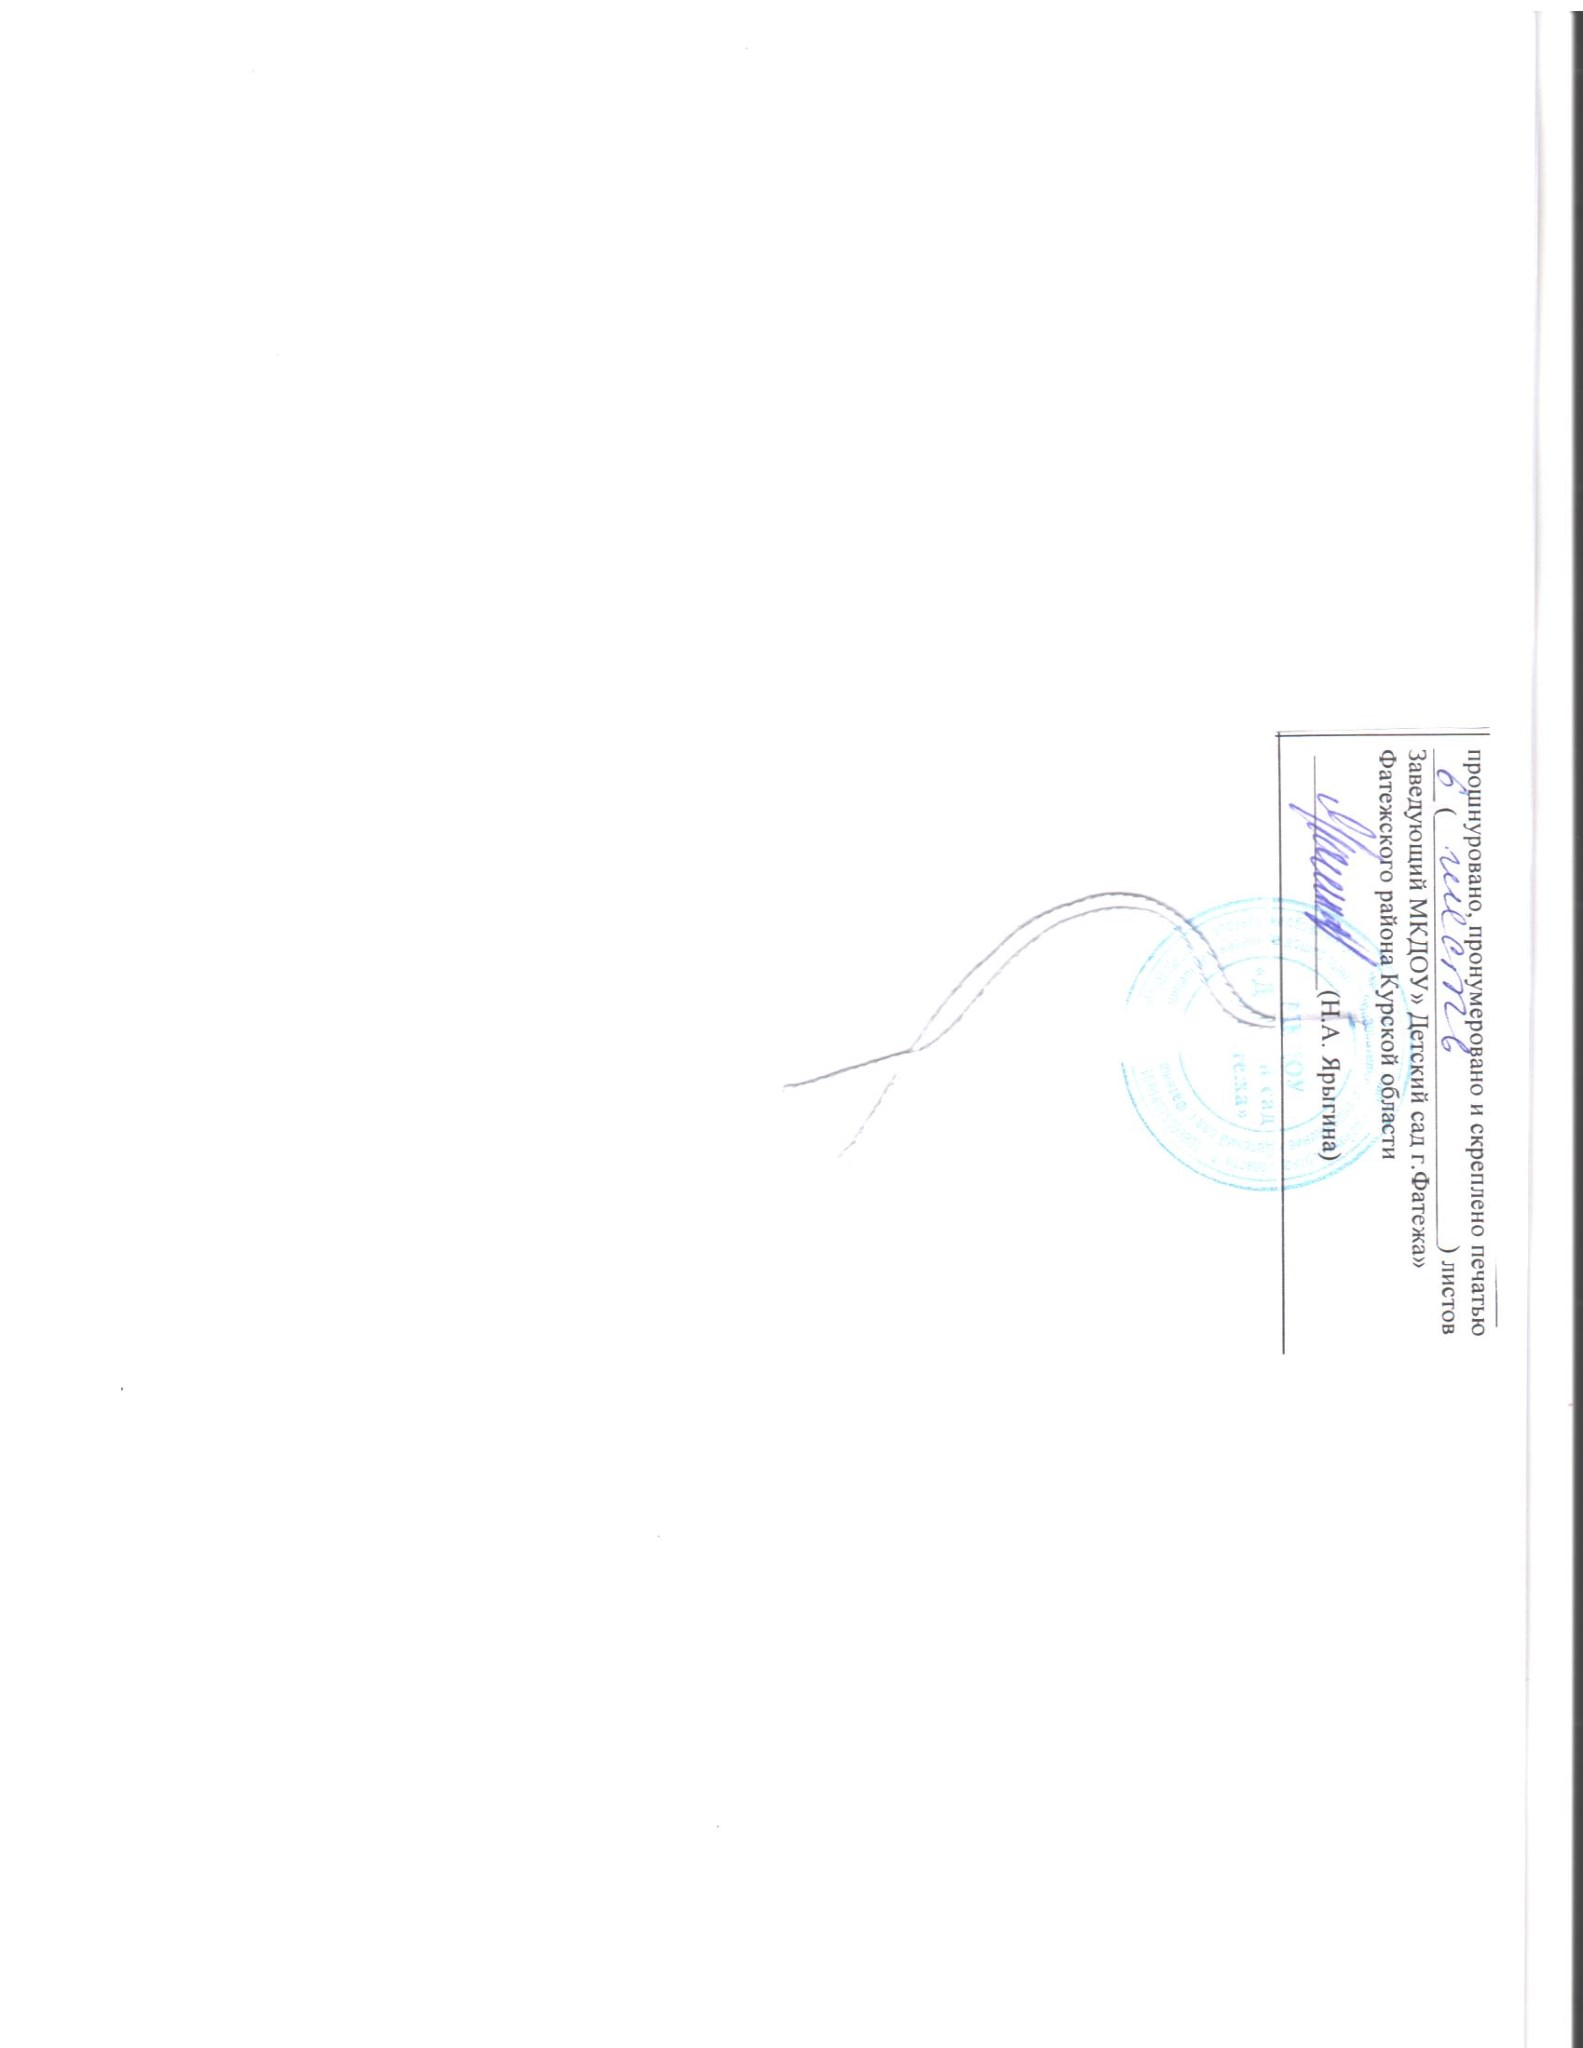 прошнуровано, пронумеровано и скреплено печатью
6 ( шесть ) листов
Заведующий МКДОУ» Детский сад г.Фатежа»
Фатежского района Курской области
(Н.А. Ярыгина)